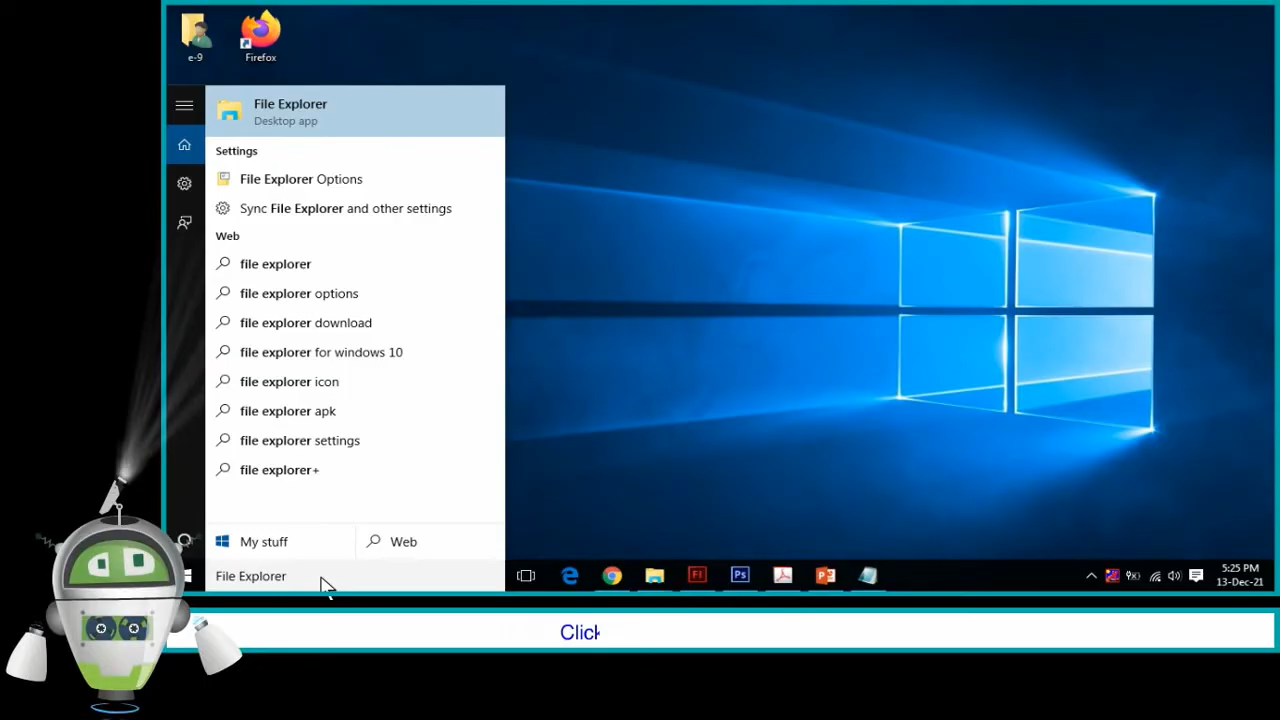 e-9
Firefox
File Explorer
Desktop app
Settings
File Explorer Options
Sync File Explorer and other settings
Web
file explorer
file explorer options
file explorer download
file explorer for windows 10
file explorer icon
file explorer apk
file explorer settings
file explorer+
My stuff
Web
File Explorer
Fl
Ps
5:25 PM
13-Dec-21
Click